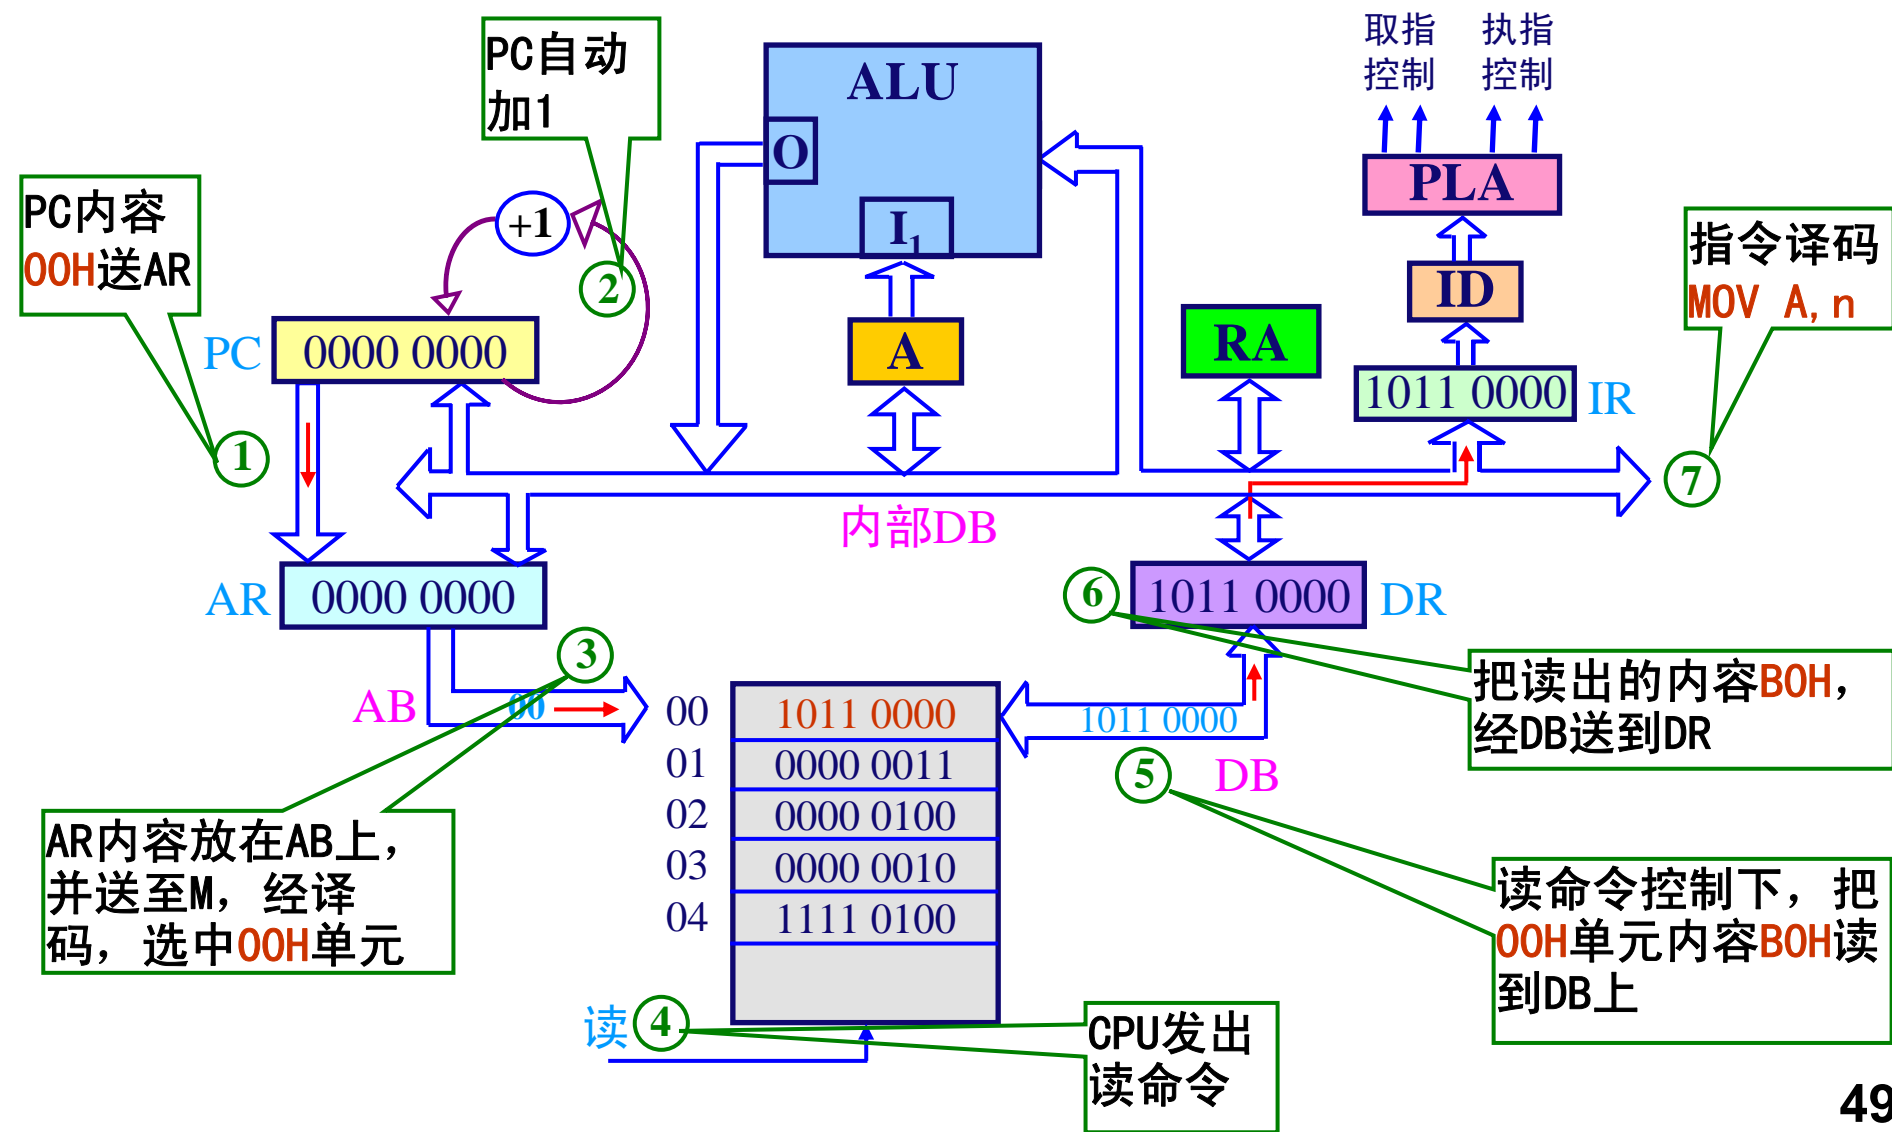 取指
控制
执指
控制
PC自动
加1
ALU
O
I1
PLA
ID
PC内容
00H送AR
+1
2
指令译码
MOV A,n
PC
0000 0000
A
RA
1011 0000
IR
1
7
内部DB
AR
0000 0000
6
1011 0000
DR
3
AB
00
00
1011 0000
1011 0000
把读出的内容B0H，
经DB送到DR
01
0000 0011
5
DB
02
0000 0100
AR内容放在AB上，
并送至M，经译
码，选中00H单元
03
0000 0010
04
1111 0100
读命令控制下，把
00H单元内容B0H读
到DB上
读
4
CPU发出
读命令
49